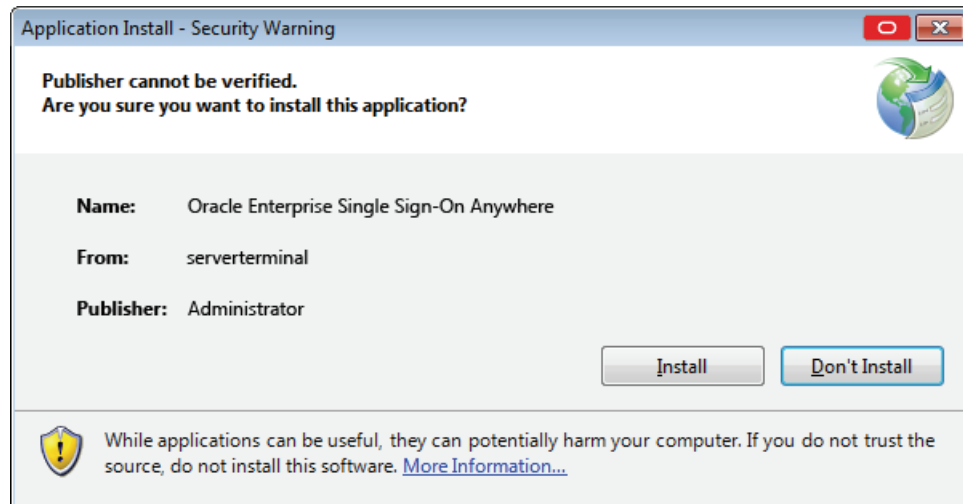 Application Install - Security Warning
Publisher cannot be verified.
Are you sure you want to install this application?
Name: Oracle Enterprise Single Sign-On Anywhere
From: serverterminal
Publisher: Administrator
Install Don't Install
While applications can be useful, they can potentially harm your computer. If you do not trust the
source, do not install this software. More Information...